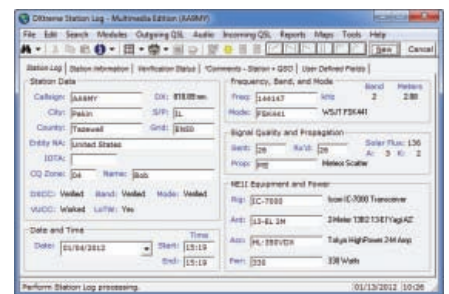 DXtreme Station Log - Multimedia Edition (AA9MY)
File Edit Search Modules Outgoing QSL Audio Incoming QSL Reports Maps Tools Help
Save Cancel
Station Log Station Information Verification Status *Comments - Station + QSO User Defined Fields
Station Data
Callsign: AA9MY DX:
City: Pekin S/P: IL
County: Tazewell Grid: EN50
Entity NA: United States
IOTA:
CQ Zone: 04 Name: Bob
DXCC: Verified Band: Verified Mode: Verified
VUCC: Worked LoTW: Yes
Date and Time
Time
Date: 01/04/2012 Start: 15:19
End: 15:19
Frequency, Band, and Mode
Band Meters
Freq: 144147 kHz 2
Mode: FSK441 WSJT FSK441
Signal Quality and Propagation
Sent: 26 Rcvd: 26 Solar Flux: 136
A: 3 K: 2
Prop: MS Meteor Scatter
NE1I Equipment and Power
Rig: IC-7000 Icom IC-7000 Transceiver
Ant: 13-EL 2M 2 Meter 13B2 13-El Yagi AZ
Acc: Tokyo High Power 2M Amp
Pwr: 330 330 Watts
Perform Station Log processing. 01/13/2012 10:26